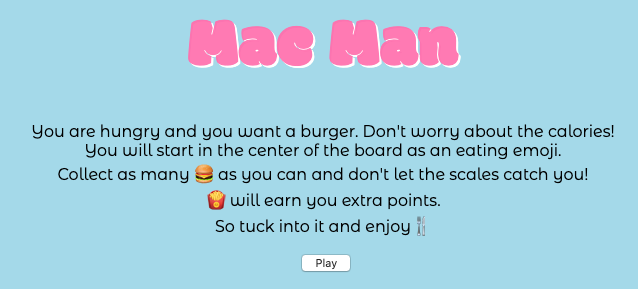 Mac Man
You are hungry and you want a burger. Don't worry about the calories!
You will start in the center of the board as an eating emoji.
Collect as many 🍔 as you can and don't let the scales catch you!
🍟 will earn you extra points.
So tuck into it and enjoy 🍴
Play